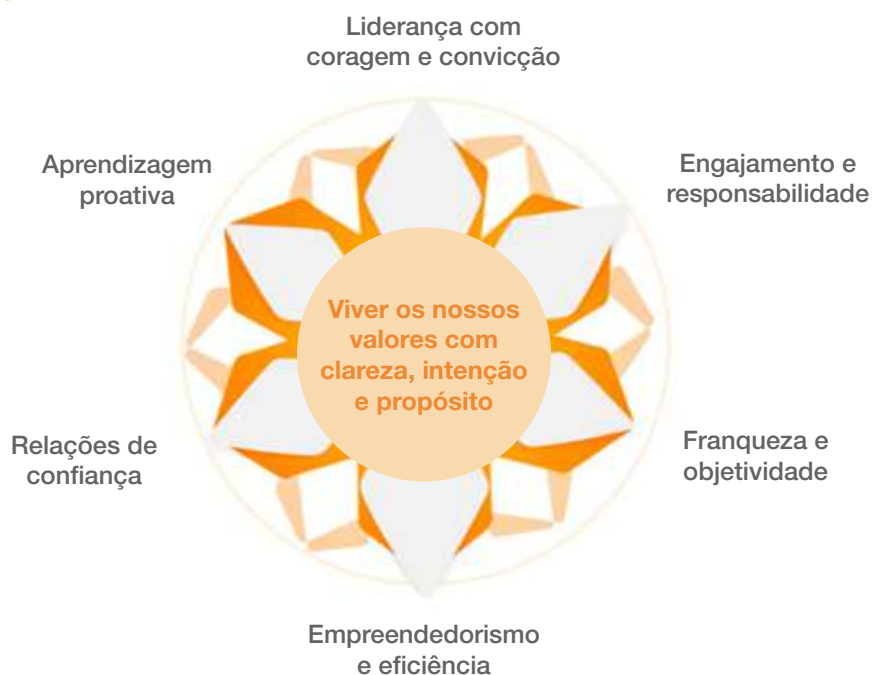 Liderança com
coragem e convicção
Engajamento e
responsabilidade
Franqueza e
objetividade
Empreendedorismo
e eficiência
Relações de
confiança
Aprendizagem
proativa
Viver os nossos
valores com
clareza, intenção
e propósito